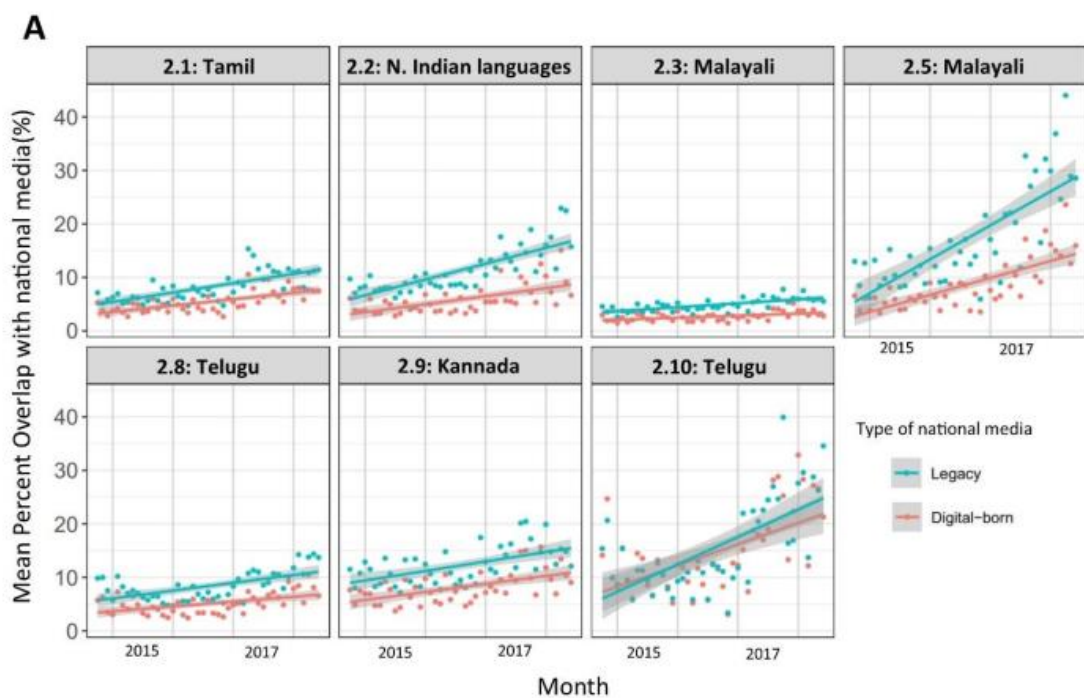 A
2.1: Tamil
2.2: N. Indian languages
2.3: Malayali
2.5: Malayali
Mean Percent Overlap with national media(%)
40
30
20
10
0
2015
2017
2.8: Telugu
2.9: Kannada
2.10: Telugu
40
30
20
10
0
Type of national media
Legacy
Digital-born
2015
2017
2015
2017
2015
2017
Month